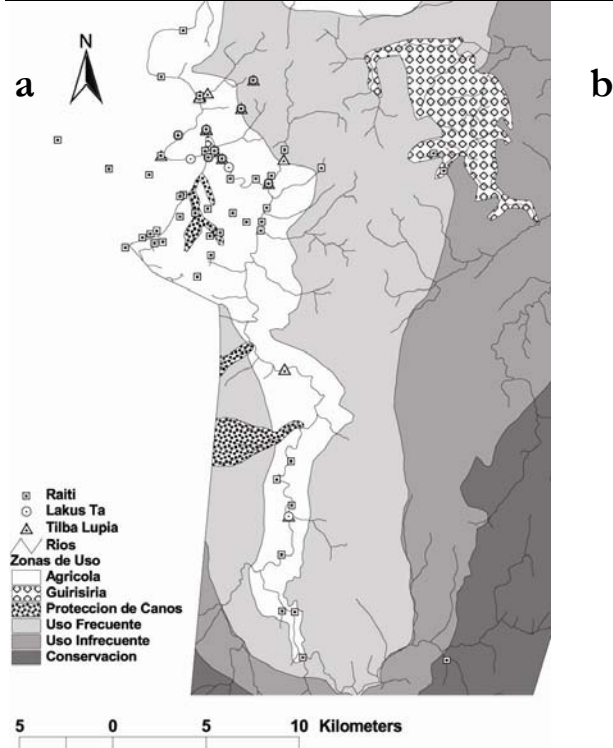 a
N
b
Raiti
Lakus Ta
Tilba Lupia
Rios
Zonas de Uso
Agricola
Guirisiria
Proteccion de Canos
Uso Frecuente
Uso Infrecuente
Conservacion
5 0 5 10 Kilometers